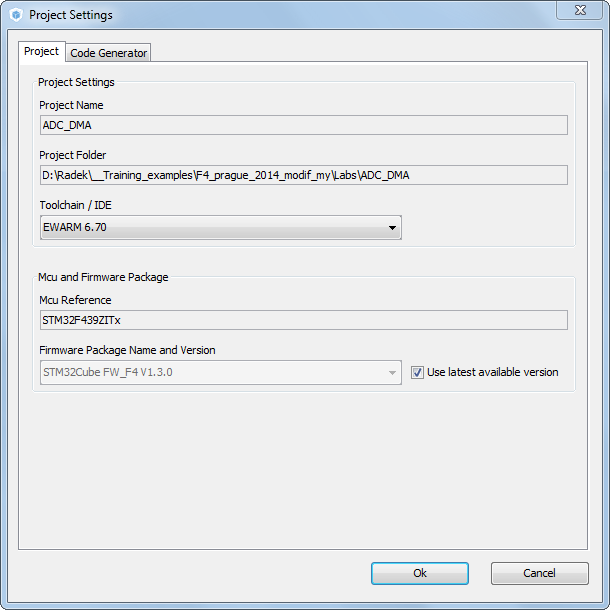 Project Settings
Project
Code Generator
Project Settings
Project Name
ADC_DMA
Project Folder
D:\Radek\__Training_examples\F4_prague_2014_modif_my\Labs\ADC_DMA
Toolchain / IDE
EWARM 6.70
Mcu and Firmware Package
Mcu Reference
STM32F439ZITx
Firmware Package Name and Version
STM32Cube FW_F4 V1.3.0
Use latest available version
Ok
Cancel